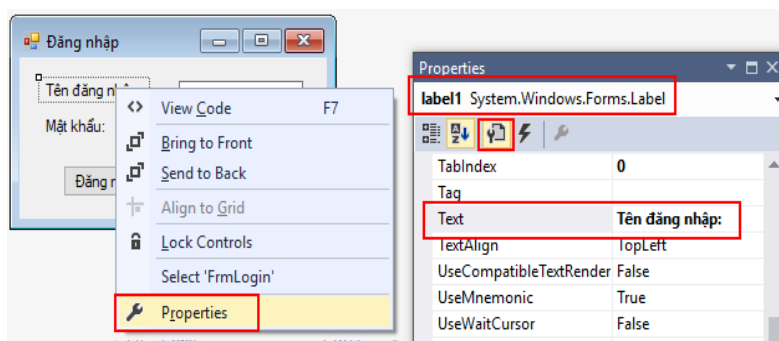 Đăng nhập
Tên đăng
Mật khẩu:
Đăng
View Code F7
Bring to Front
Send to Back
Align to Grid
Lock Controls
Select 'FrmLogin'
Properties
Properties
label1 System.Windows.Forms.Label
TabIndex 0
Tag
Text Tên đăng nhập:
TextAlign TopLeft
UseCompatibleTextRender False
UseMnemonic True
UseWaitCursor False